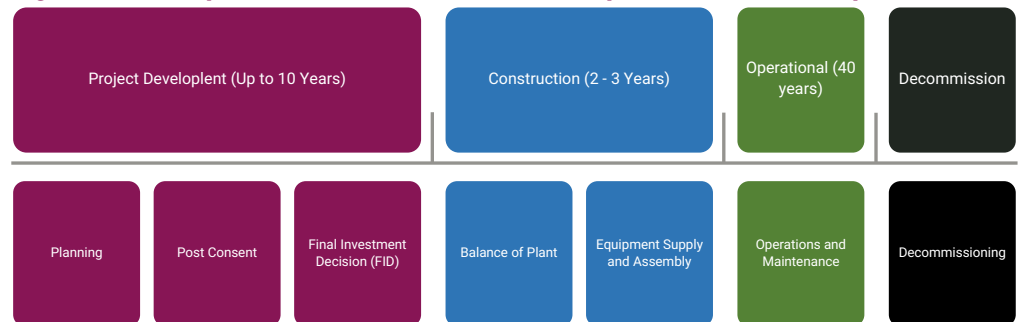 Project Developlent (Up to 10 Years)
Construction (2 - 3 Years)
Operational (40
years)
Decommission
Planning
Post Consent
Final Investment
Decision (FID)
Balance of Plant
Equipment Supply
and Assembly
Operations and
Maintenance
Decommissioning